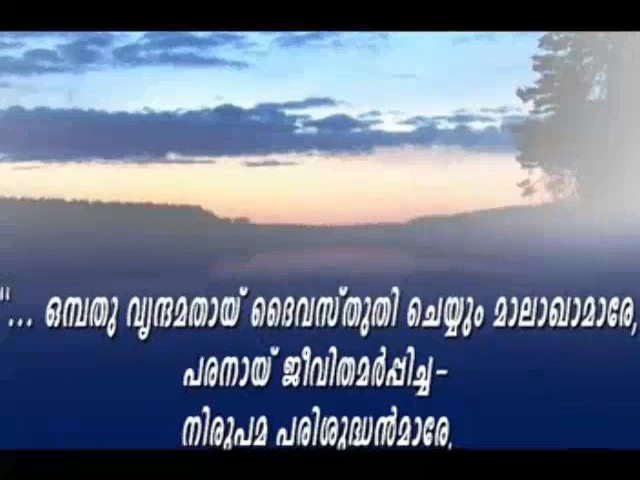 “... ഒമ്പതു വൃന്ദമതായ് ദൈവസ്തുതി ചെയ്യും മാലാഖാമാരേ,
പരനായ് ജീവിതമർപ്പിച്ച-
നിരുപമ പരിശുദ്ധൻമാരേ,